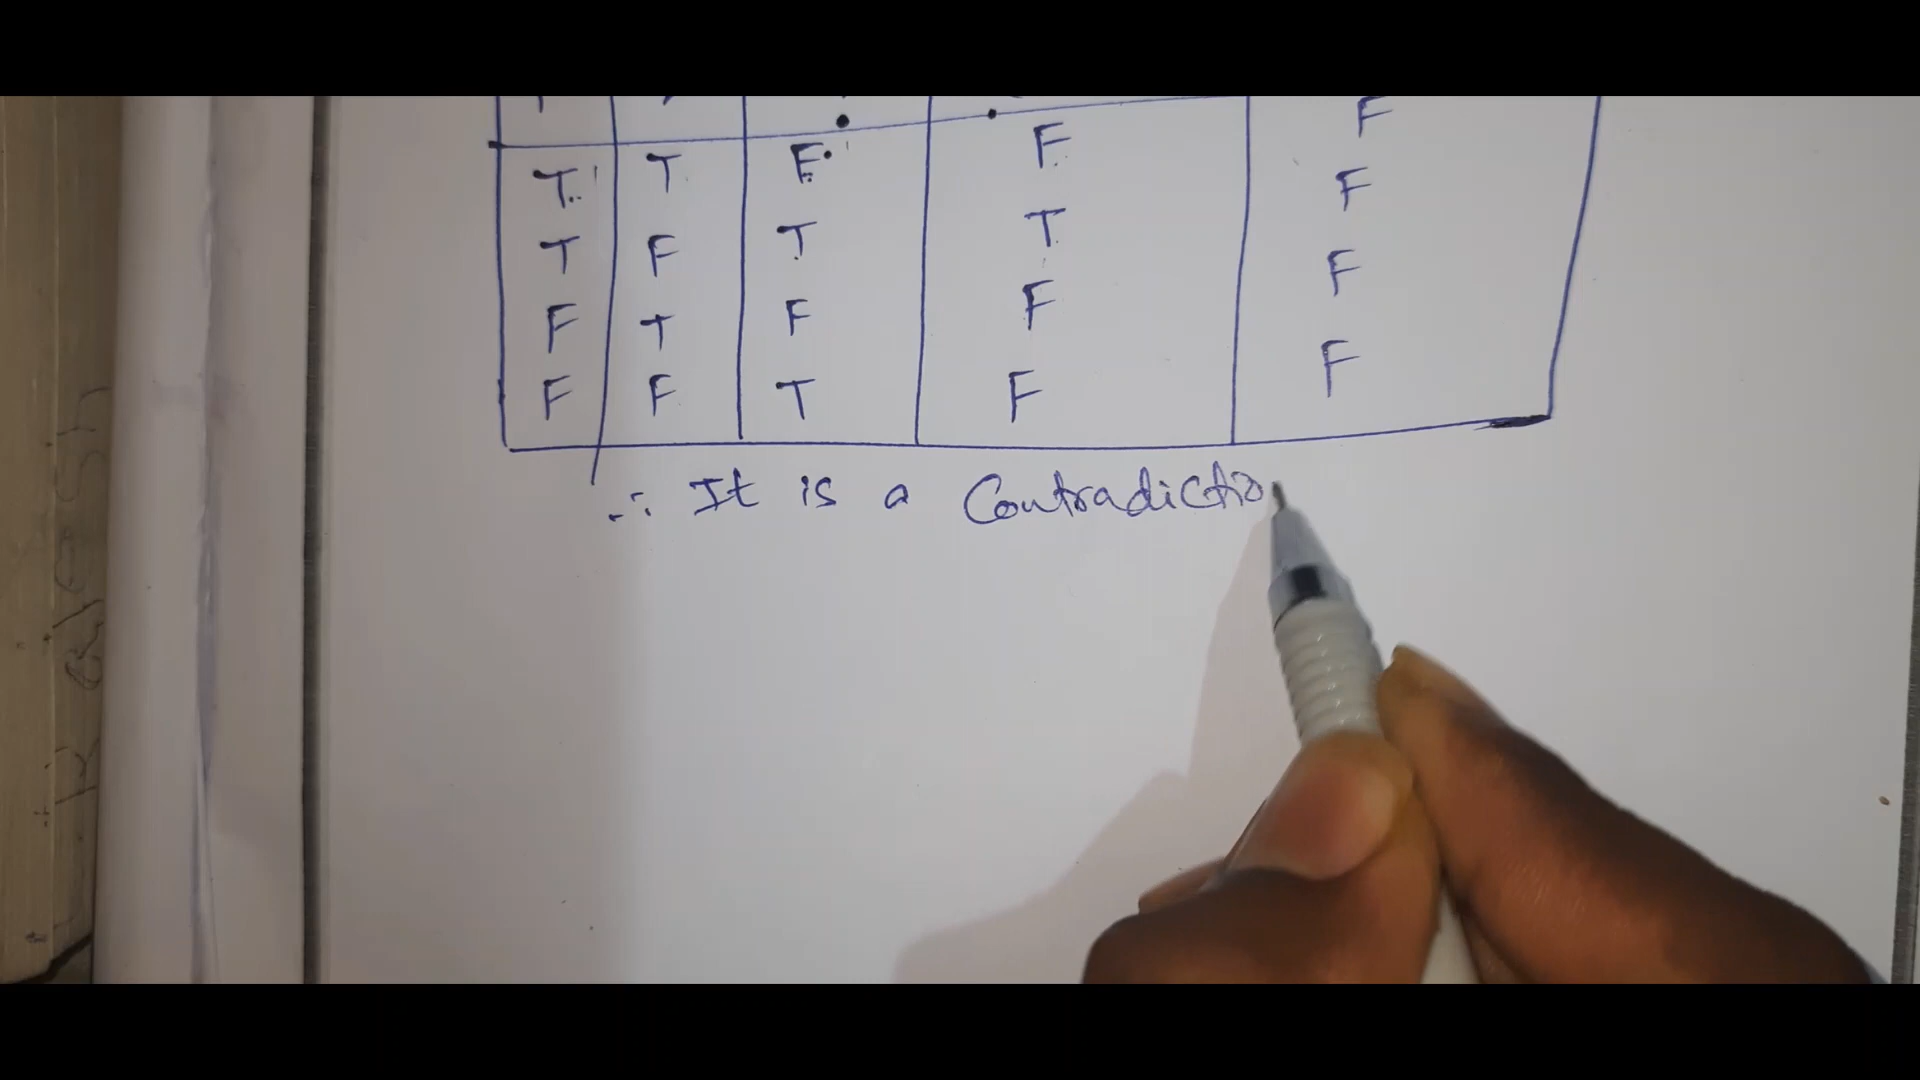 F
T T F F F
T F T T F
F T F F F
F F T F
∴ It is a Contradictio